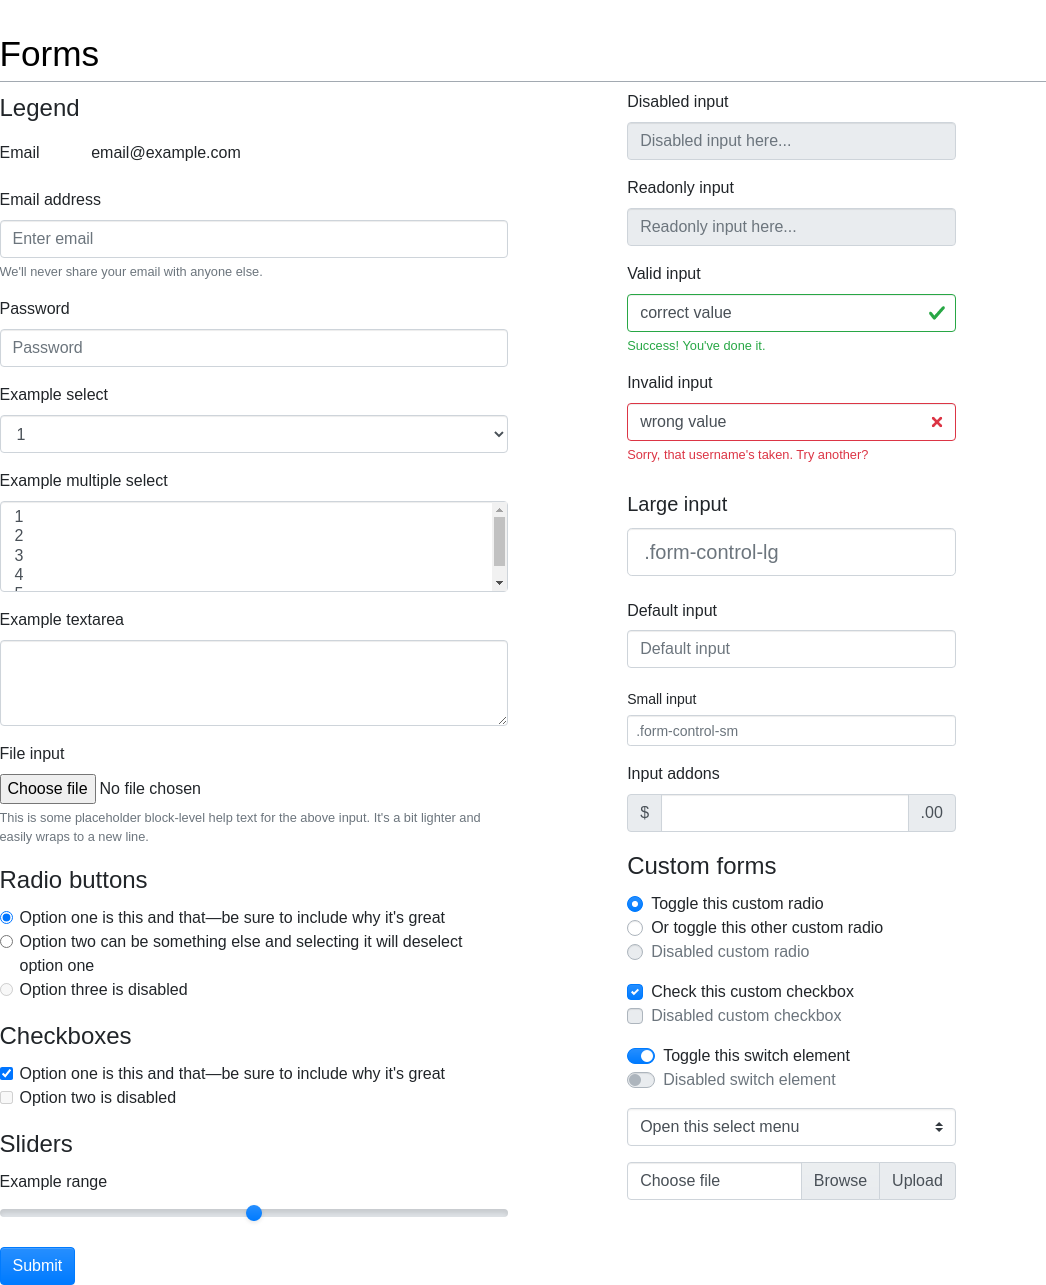 Forms
Legend
Email email@example.com
Email address
Enter email
We'll never share your email with anyone else.
Password
Password
Example select
1
Example multiple select
1
2
3
4
Example textarea
File input
Choose file No file chosen
This is some placeholder block-level help text for the above input. It's a bit lighter and
easily wraps to a new line.
Radio buttons
Option one is this and that—be sure to include why it's great
Option two can be something else and selecting it will deselect
option one
Option three is disabled
Checkboxes
Option one is this and that—be sure to include why it's great
Option two is disabled
Sliders
Example range
Submit
Disabled input
Disabled input here...
Readonly input
Readonly input here...
Valid input
correct value
Success! You've done it.
Invalid input
wrong value
Sorry, that username's taken. Try another?
Large input
.form-control-lg
Default input
Default input
Small input
.form-control-sm
Input addons
$ .00
Custom forms
Toggle this custom radio
Or toggle this other custom radio
Disabled custom radio
Check this custom checkbox
Disabled custom checkbox
Toggle this switch element
Disabled switch element
Open this select menu
Choose file Browse Upload